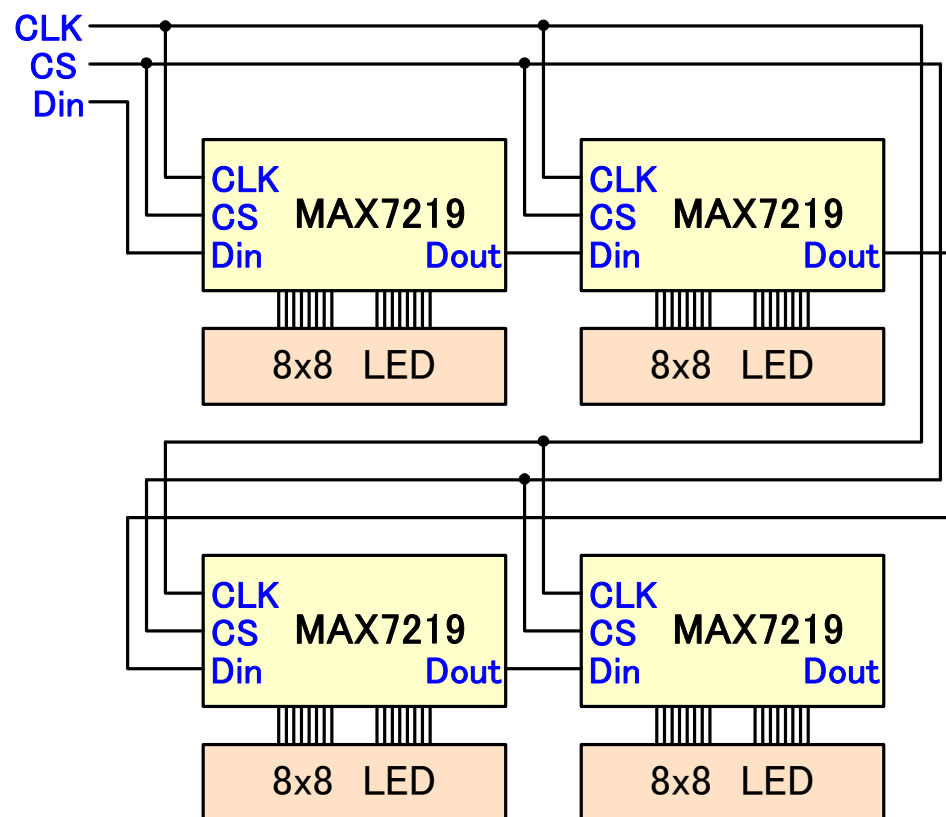 CLK
CS
Din
CLK
CS MAX7219
Din Dout
CLK
CS MAX7219
Din Dout
8x8 LED
8x8 LED
CLK
CS MAX7219
Din Dout
CLK
CS MAX7219
Din Dout
8x8 LED
8x8 LED